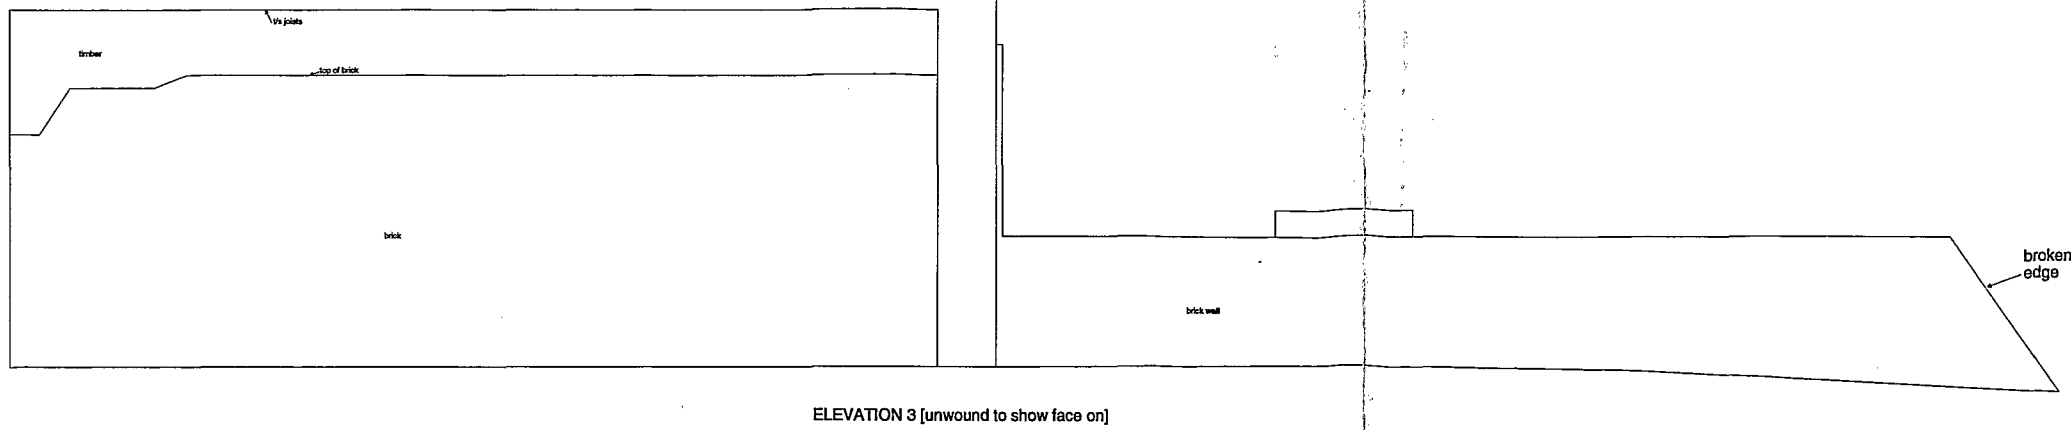 t/s joists
timber
top of brick
brick
broken
edge
brick wall
ELEVATION 3 [unwound to show face on]